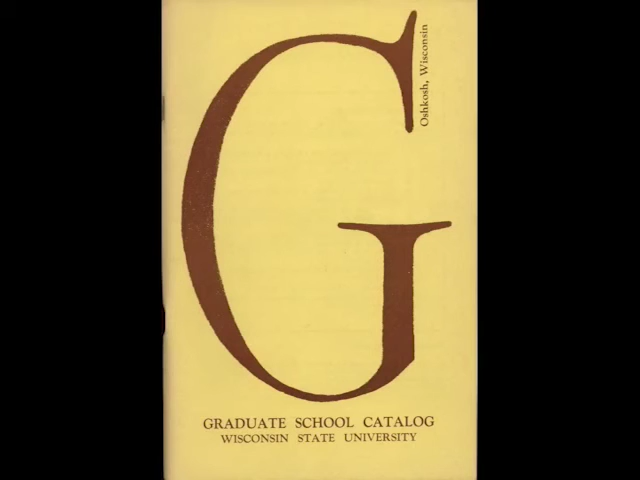 G
Oshkosh, Wisconsin
GRADUATE SCHOOL CATALOG
WISCONSIN STATE UNIVERSITY